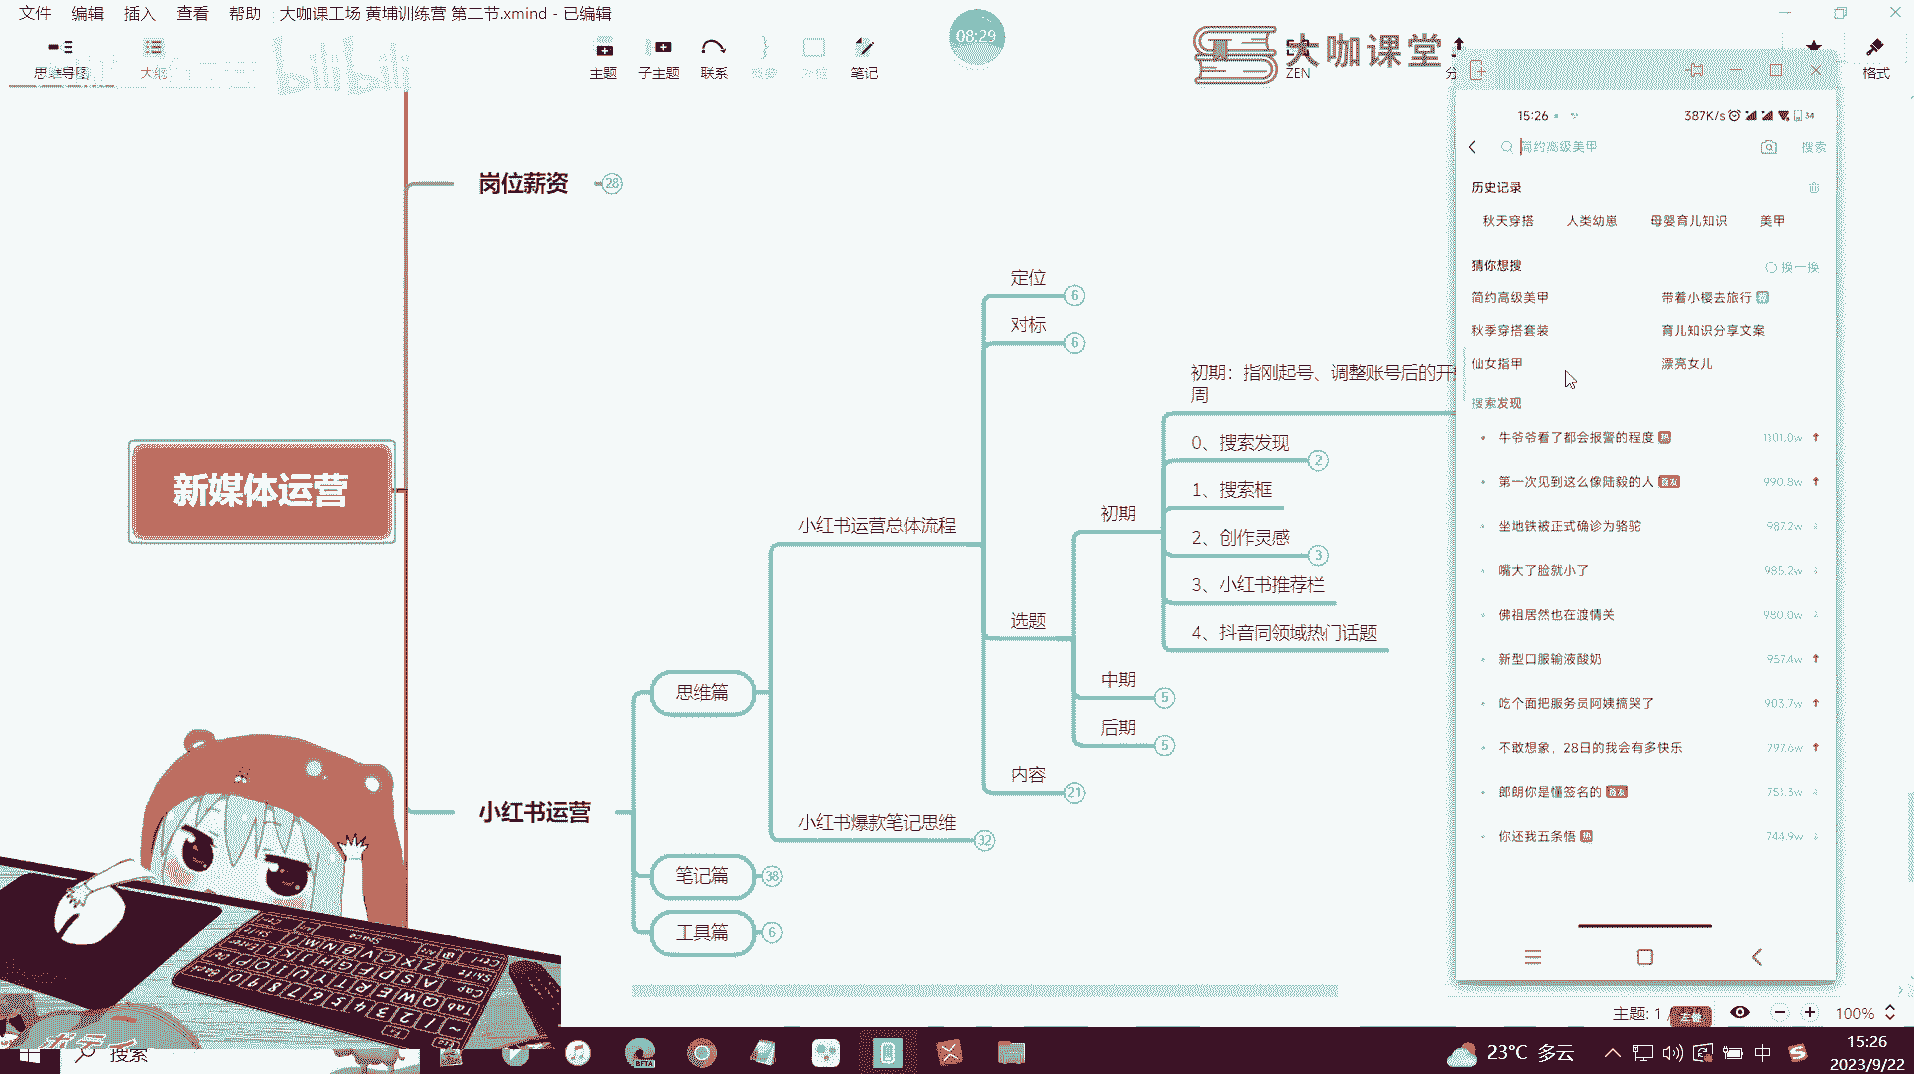 文件 编辑 插入 查看 帮助 大咖课工场 黄埔训练营 第二节.xmind - 已编辑
bilibili
思维导图 大纲 主题 子主题 联系 概要 外框 笔记
08:29
大咖课堂
ZEN
格式
岗位薪资 28
新媒体运营
小红书运营
思维篇
笔记篇 38
工具篇 6
小红书运营总体流程
小红书爆款笔记思维 32
定位 6
对标 6
选题
内容 21
初期
中期 5
后期 5
初期：指刚起号、调整账号后的开
周
0、搜索发现 2
1、搜索框
2、创作灵感 3
3、小红书推荐栏
4、抖音同领域热门话题
15:26 387K/s 34
简约高级美甲 搜索
历史记录
秋天穿搭 人类幼崽 母婴育儿知识 美甲
猜你想搜 换一换
简约高级美甲 带着小樱去旅行
秋季穿搭套装 育儿知识分享文案
仙女指甲 漂亮女儿
搜索发现
牛爷爷看了都会报警的程度 热 1101.0w
第一次见到这么像陆毅的人 首发 990.8w
坐地铁被正式确诊为骆驼 987.2w
嘴大了脸就小了 985.2w
佛祖居然也在渡情关 980.0w
新型口服输液酸奶 957.4w
吃个面把服务员阿姨搞哭了 903.7w
不敢想象，28日的我会有多快乐 797.6w
郎朗你是懂签名的 首发
你还我五条悟 热 744.9w
主题: 1
100%
搜索
BETA
23°C 多云
中
15:26
2023/9/22